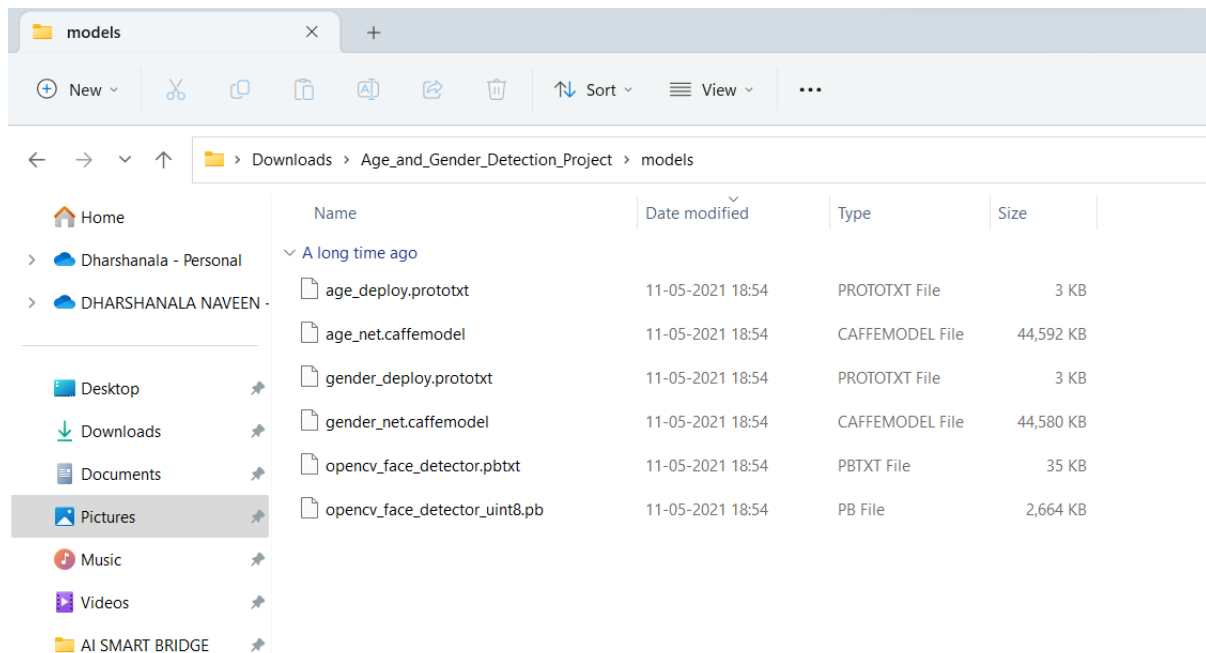 models
New
Sort
View
Downloads > Age_and_Gender_Detection_Project > models
Home
Dharshanala - Personal
DHARSHANALA NAVEEN -
Desktop
Downloads
Documents
Pictures
Music
Videos
AI SMART BRIDGE
Name Date modified Type Size
A long time ago
age_deploy.prototxt 11-05-2021 18:54 PROTOTXT File 3 KB
age_net.caffemodel 11-05-2021 18:54 CAFFEMODEL File 44,592 KB
gender_deploy.prototxt 11-05-2021 18:54 PROTOTXT File 3 KB
gender_net.caffemodel 11-05-2021 18:54 CAFFEMODEL File 44,580 KB
opencv_face_detector.pbtxt 11-05-2021 18:54 PBTXT File 35 KB
opencv_face_detector_uint8.pb 11-05-2021 18:54 PB File 2,664 KB